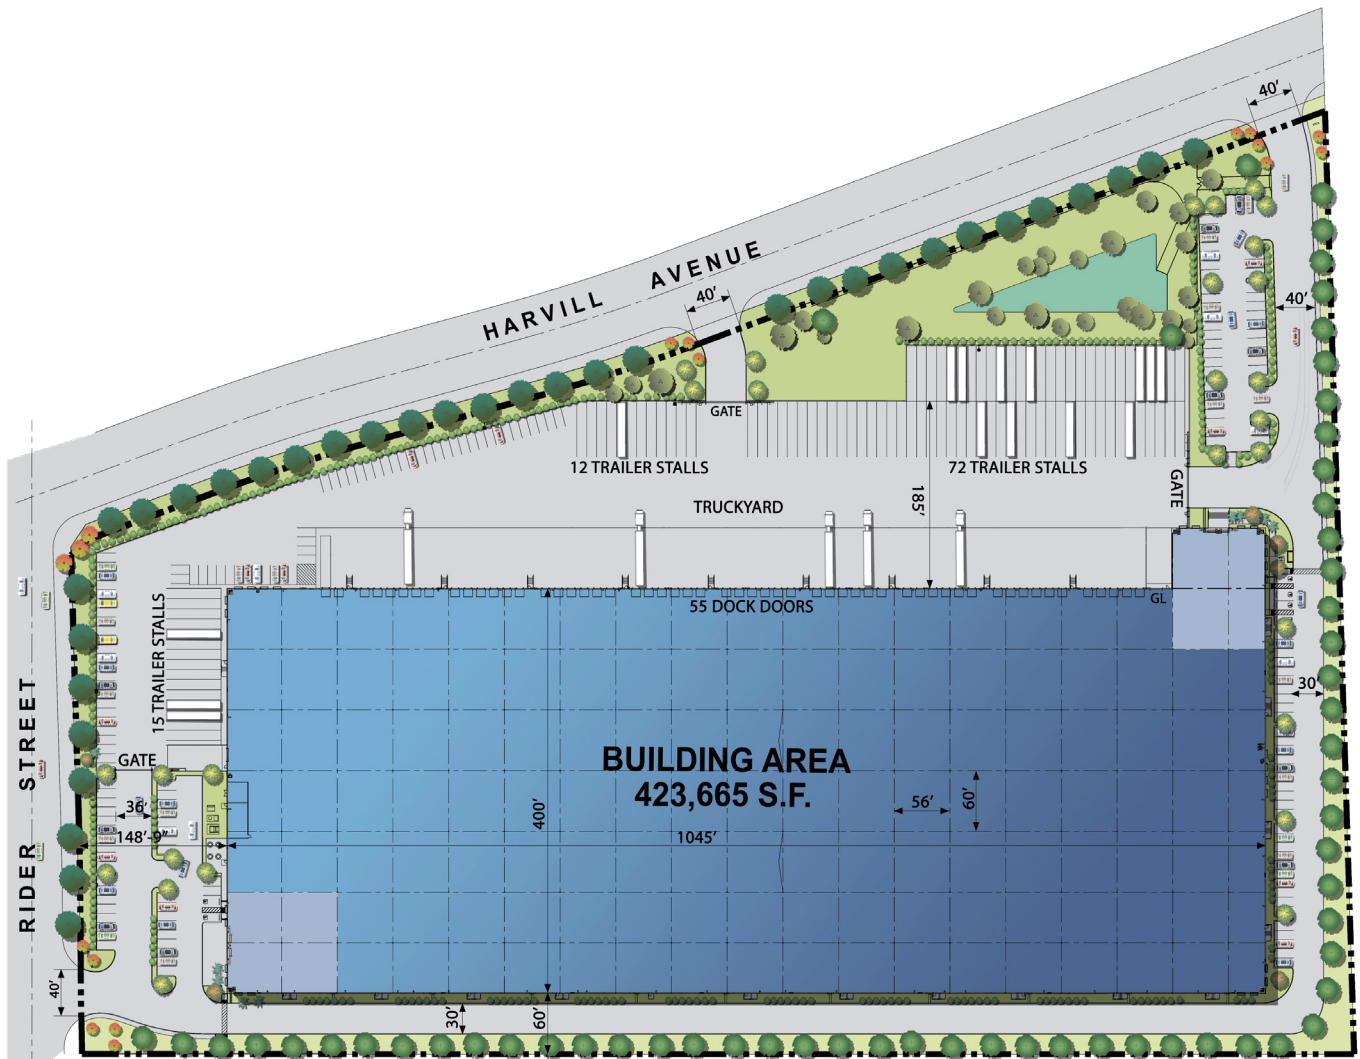 40'
HARVILL AVENUE
40'
40'
GATE
12 TRAILER STALLS
72 TRAILER STALLS
GATE
185'
TRUCKYARD
55 DOCK DOORS
GL
15 TRAILER STALLS
RIDER STREET
30'
GATE
BUILDING AREA
423,665 S.F.
36'
400'
56'
60'
148'-9"
1045'
40'
30'
60'